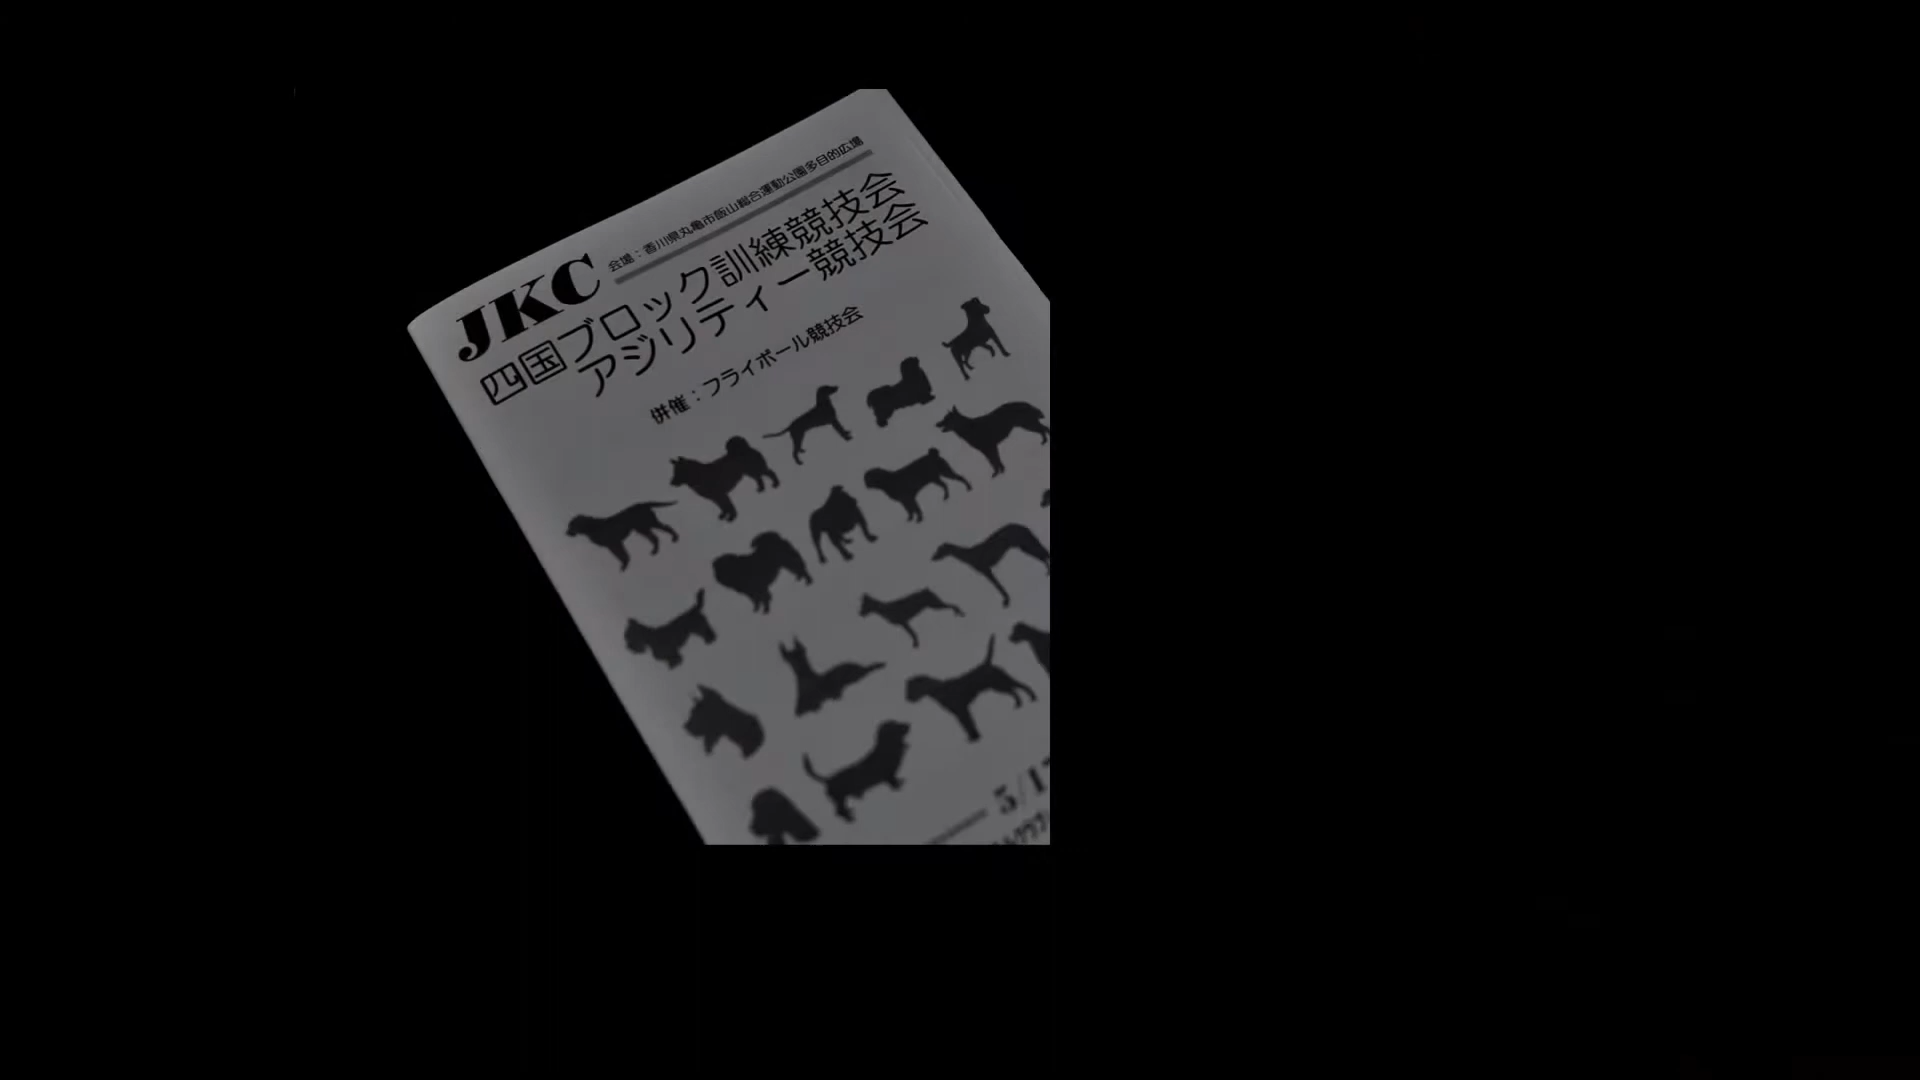 会場：香川県丸亀市飯山総合運動公園多目的広場
JKC
四国ブロック訓練競技会
アジリティー競技会
併催：フライボール競技会